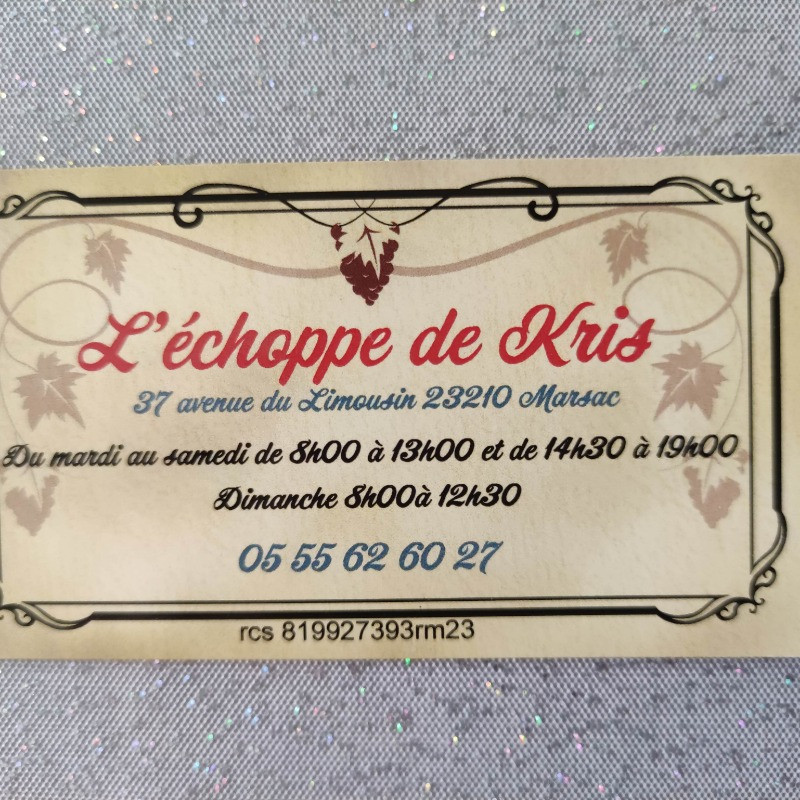 L'échoppe de Kris
37 avenue du Limousin 23210 Marsac
Du mardi au samedi de 8h00 à 13h00 et de 14h30 à 19h00
Dimanche 8h00à 12h30
05 55 62 60 27
rcs 819927393rm23